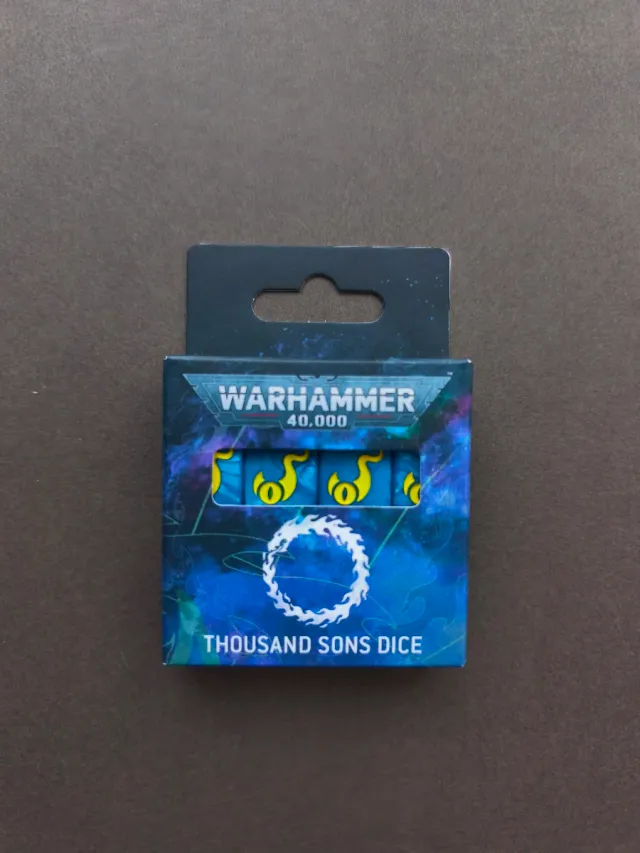 WARHAMMER
40,000
THOUSAND SONS DICE